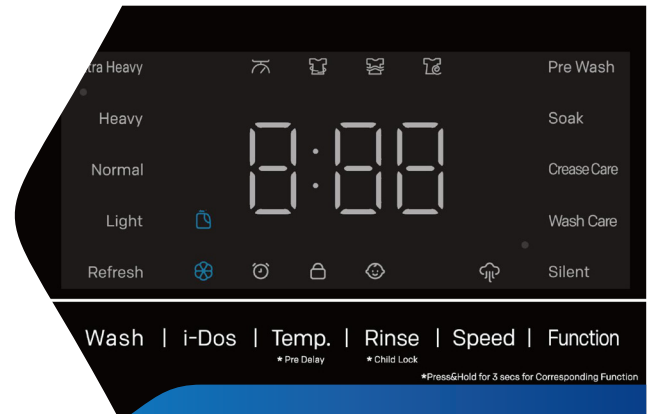 tra Heavy
Pre Wash
Heavy
8:88
Soak
Normal
Crease Care
Light
Wash Care
Refresh
Silent
Wash | i-Dos | Temp. | Rinse | Speed | Function
* Pre Delay
* Child Lock
*Press&Hold for 3 secs for Corresponding Function